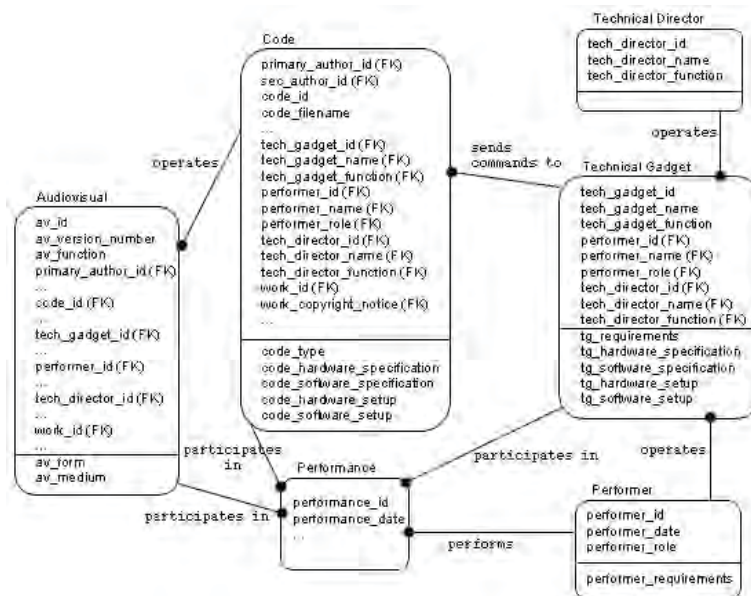 Technical Director
tech_director_id
tech_director_name
tech_director_function
operates
Code
primary_author_id (FK)
sec_author_id (FK)
code_id
code_filename
...
tech_gadget_id (FK)
tech_gadget_name (FK)
tech_gadget_function (FK)
performer_id (FK)
performer_name (FK)
performer_role (FK)
tech_director_id (FK)
tech_director_name (FK)
tech_director_function (FK)
work_id (FK)
work_copyright_notice (FK)
...
code_type
code_hardware_specification
code_software_specification
code_hardware_setup
code_software_setup
operates
sends
commands to
Technical Gadget
tech_gadget_id
tech_gadget_name
tech_gadget_function
performer_id (FK)
performer_name (FK)
performer_role (FK)
tech_director_id (FK)
tech_director_name (FK)
tech_director_function (FK)
tg_requirements
tg_hardware_specification
tg_software_specification
tg_hardware_setup
tg_software_setup
Audiovisual
av_id
av_version_number
av_function
primary_author_id (FK)
...
code_id (FK)
...
tech_gadget_id (FK)
...
performer_id (FK)
...
tech_director_id (FK)
...
work_id (FK)
...
av_form
av_medium
participates
in
participates in
Performance
performance_id
performance_date
...
participates in
operates
performs
Performer
performer_id
performer_date
performer_role
performer_requirements